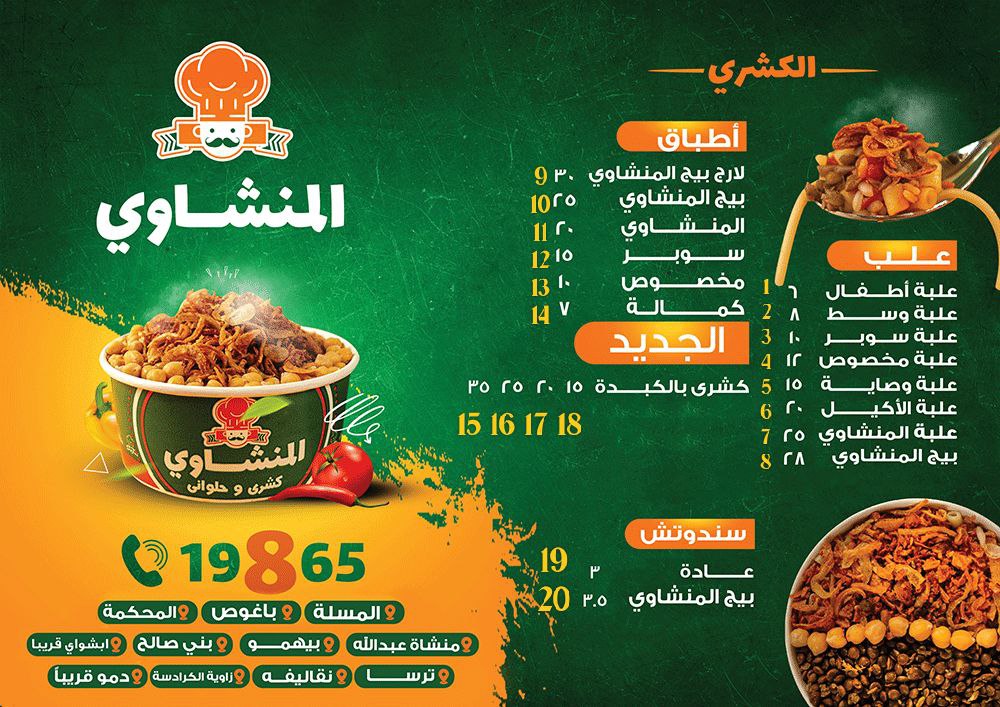 المنشاوي
المنشاوي
كشرى و حلوانى
19865
المسلة
باغوص
المحكمة
منشاة عبدالله
بيهمو
بني صالح
ابشواي قريبا
ترسا
نقاليفه
زاوية الكرادسة
دمو قريباً
الكشري
أطباق
لارج بيج المنشاوي ٣٠ 9
بيج المنشاوي ٢٥ 10
المنشاوي ٢٠ 11
سوبر ١٥ 12
مخصوص ١٠ 13
كمالة ٧ 14
الجديد
كشرى بالكبدة ١٥ ٢٠ ٢٥ ٣٥
15 16 17 18
سندوتش
عادة ٣ 19
بيج المنشاوي ٣.٥ 20
علب
علبة أطفال ٦ 1
علبة وسط ٨ 2
علبة سوبر ١٠ 3
علبة مخصوص ١٢ 4
علبة وصاية ١٥ 5
علبة الأكيل ٢٠ 6
علبة المنشاوي ٢٥ 7
بيج المنشاوي ٢٨ 8